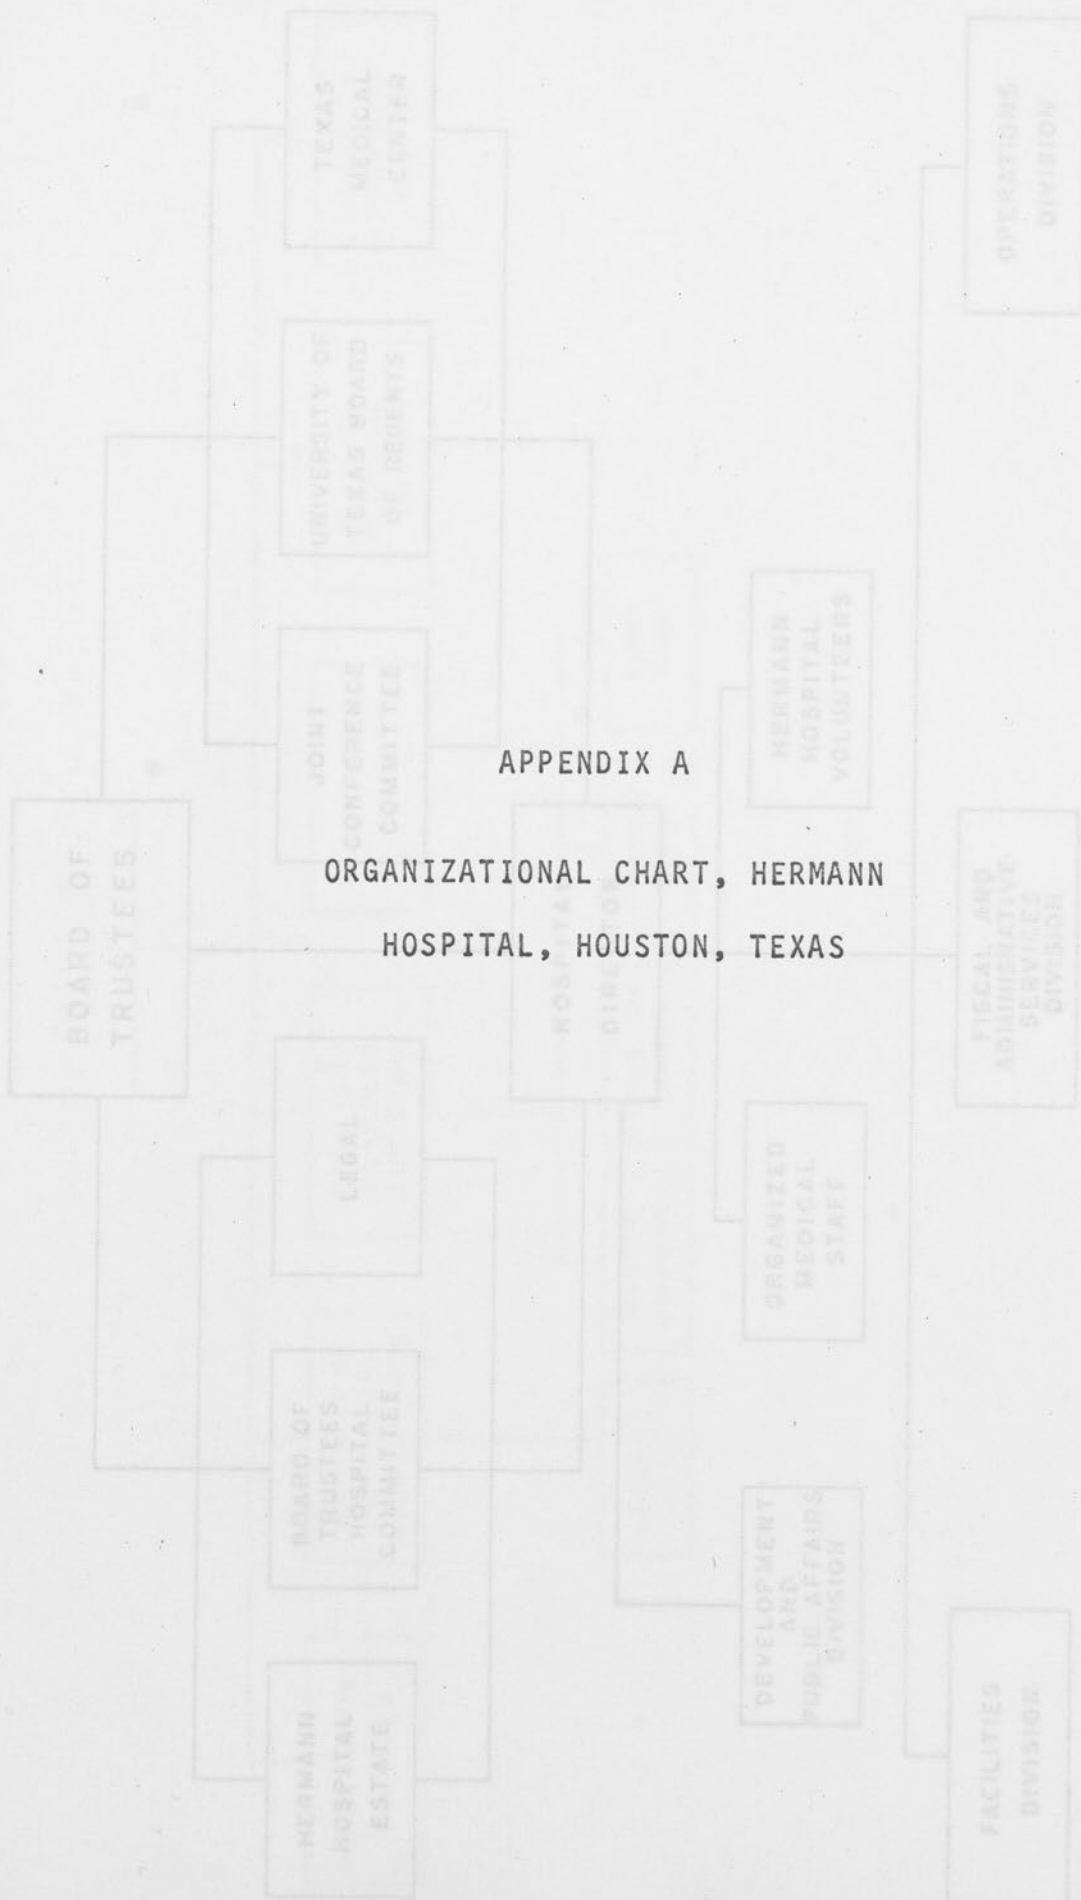 APPENDIX A
ORGANIZATIONAL CHART, HERMANN
HOSPITAL, HOUSTON, TEXAS
BOARD OF
TRUSTEES
HERMANN
HOSPITAL
ESTATE
BOARD OF
TRUSTEES
HOSPITAL
COMMITTEE
LEGAL
JOINT
CONFERENCE
COMMITTEE
UNIVERSITY OF
TEXAS BOARD
OF REGENTS
TEXAS
MEDICAL
CENTER
HOSPITAL
DIRECTOR
DEVELOPMENT
AND
PUBLIC AFFAIRS
DIVISION
ORGANIZED
MEDICAL
STAFF
HERMANN
HOSPITAL
VOLUNTEERS
FACILITIES
DIVISION
FISCAL AND
ADMINISTRATIVE
SERVICES
DIVISION
OPERATIONS
DIVISION